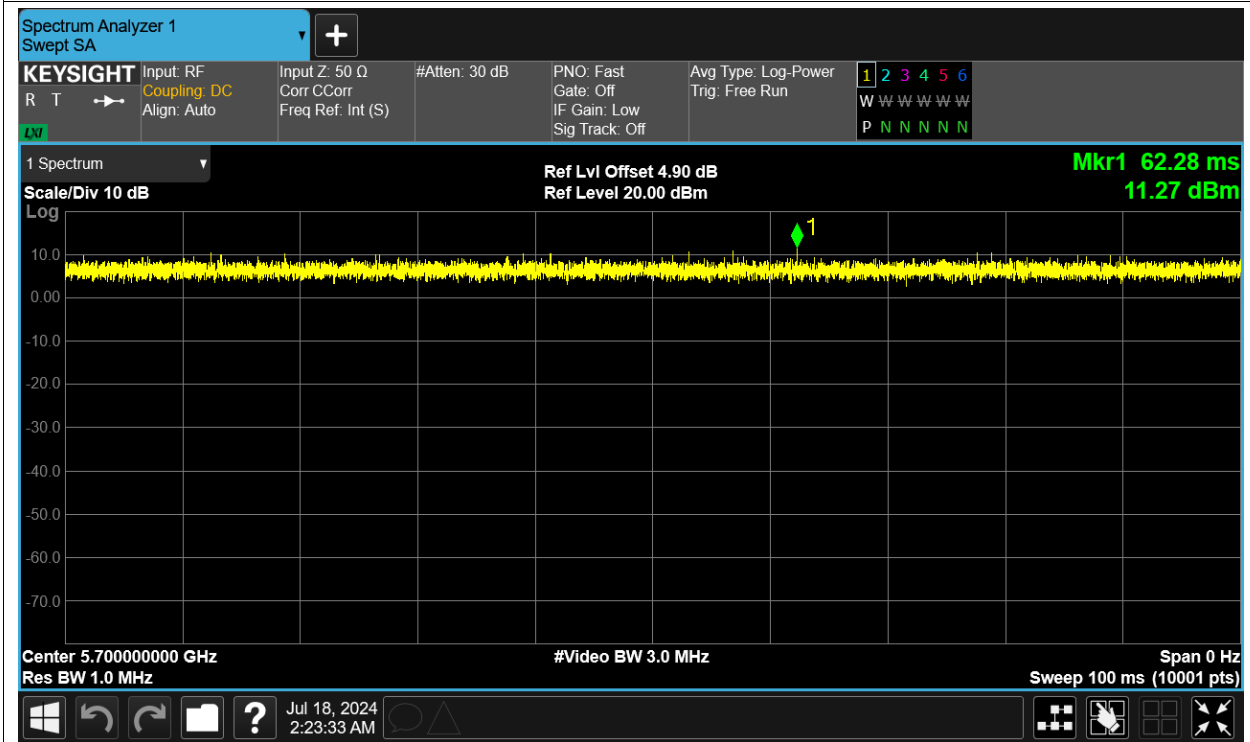 Spectrum Analyzer 1
Swept SA
+
KEYSIGHT
R T
LXI
Input: RF
Coupling: DC
Align: Auto
Input Z: 50 Ω
Corr CCorr
Freq Ref: Int (S)
#Atten: 30 dB
PNO: Fast
Gate: Off
IF Gain: Low
Sig Track: Off
Avg Type: Log-Power
Trig: Free Run
1 2 3 4 5 6
W W W W W W
P N N N N N
1 Spectrum
Scale/Div 10 dB
Log
Ref Lvl Offset 4.90 dB
Ref Level 20.00 dBm
Mkr1 62.28 ms
11.27 dBm
1
10.0
0.00
-10.0
-20.0
-30.0
-40.0
-50.0
-60.0
-70.0
Center 5.700000000 GHz
Res BW 1.0 MHz
#Video BW 3.0 MHz
Span 0 Hz
Sweep 100 ms (10001 pts)
?
Jul 18, 2024
2:23:33 AM